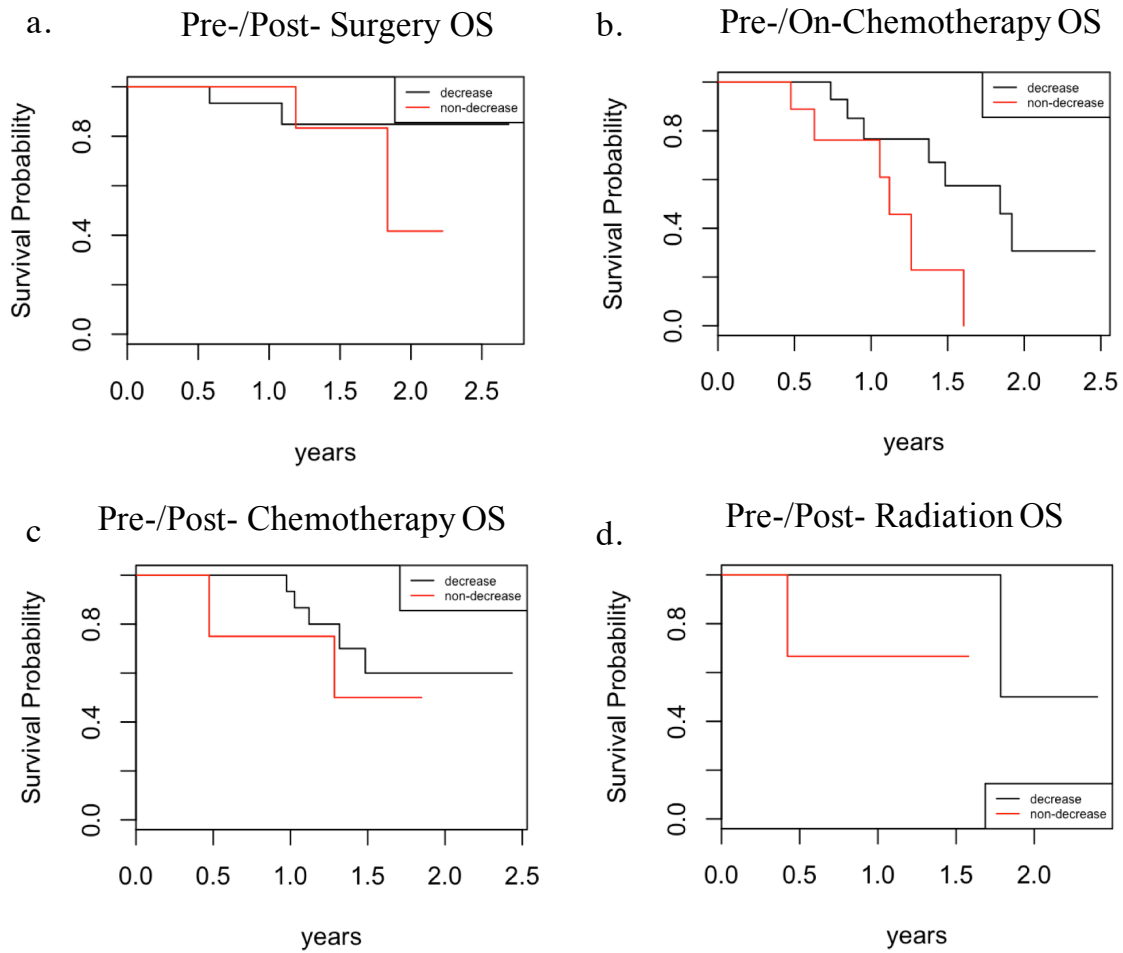 a.
Pre-/Post- Surgery OS
Survival Probability
0.8
0.4
0.0
decrease
non-decrease
0.0 0.5 1.0 1.5 2.0 2.5
years
b.
Pre-/On-Chemotherapy OS
Survival Probability
0.8
0.4
0.0
decrease
non-decrease
0.0 0.5 1.0 1.5 2.0 2.5
years
c
Pre-/Post- Chemotherapy OS
Survival Probability
0.8
0.4
0.0
decrease
non-decrease
0.0 0.5 1.0 1.5 2.0 2.5
years
d.
Pre-/Post- Radiation OS
Survival Probability
0.8
0.4
0.0
decrease
non-decrease
0.0 0.5 1.0 1.5 2.0
years